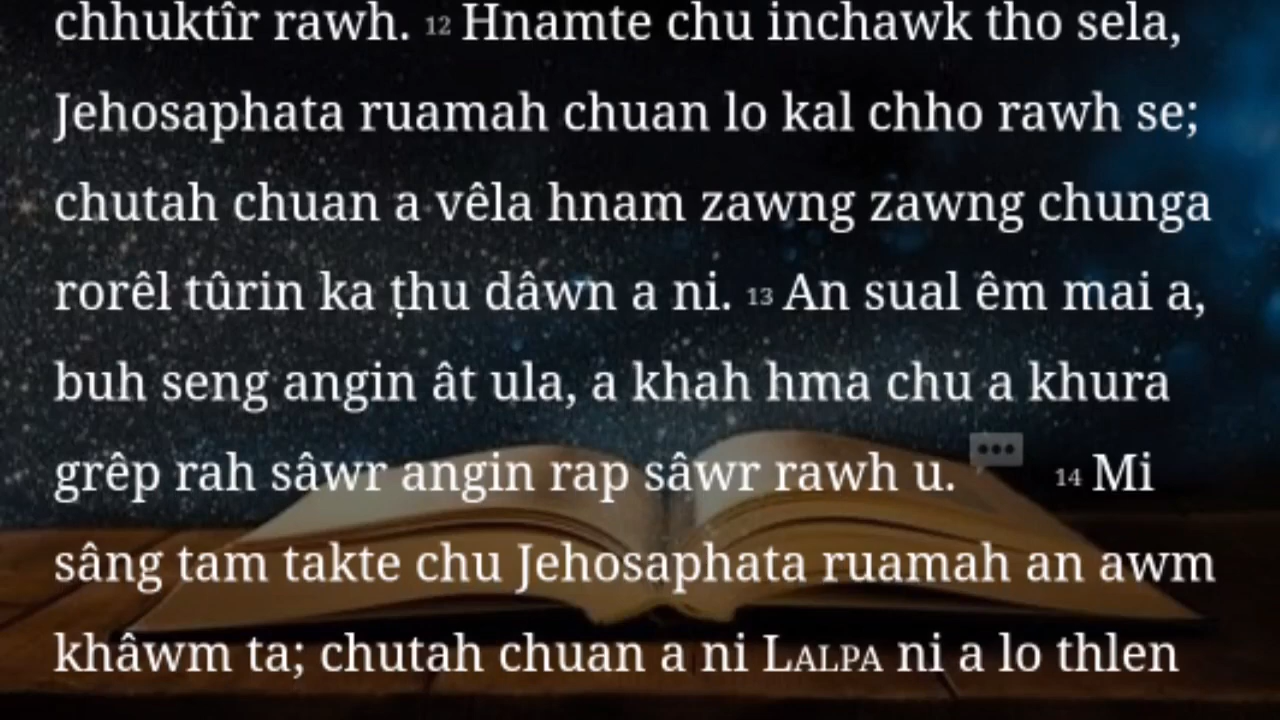 chhuktîr rawh. 12 Hnamte chu inchawk tho sela,
Jehosaphata ruamah chuan lo kal chho rawh se;
chutah chuan a vêla hnam zawng zawng chunga
rorêl tûrin ka ṭhu dâwn a ni. 13 An sual êm mai a,
buh seng angin ât ula, a khah hma chu a khura
grêp rah sâwr angin rap sâwr rawh u. 14 Mi
sâng tam takte chu Jehosaphata ruamah an awm
khâwm ta; chutah chuan a ni LALPA ni a lo thlen